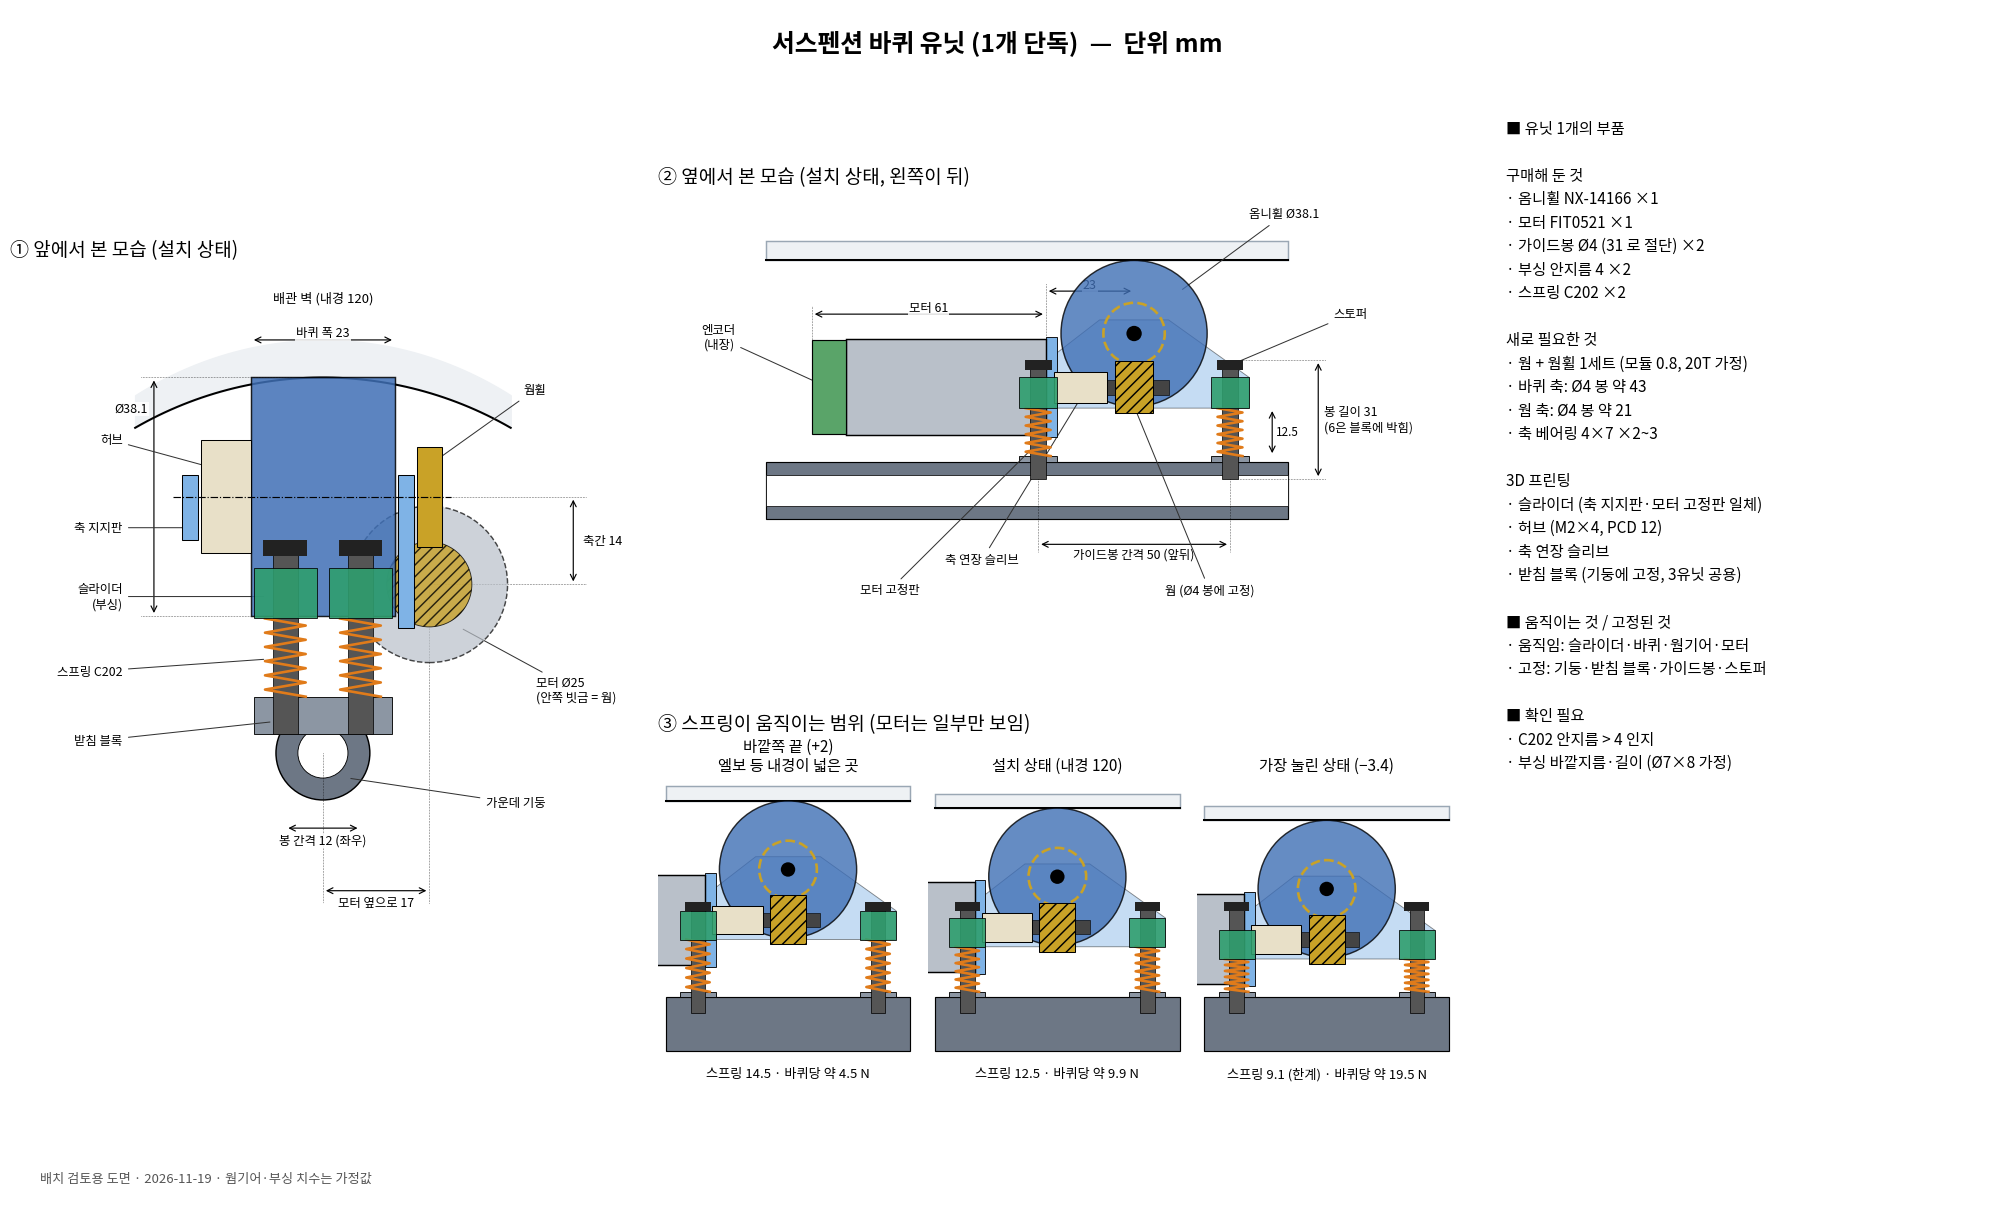 서스펜션 바퀴 유닛 (1개 단독) — 단위 mm
① 앞에서 본 모습 (설치 상태)
배관 벽 (내경 120)
바퀴 폭 23
Ø38.1
허브
축 지지판
슬라이더
(부싱)
스프링 C202
받침 블록
웜휠
축간 14
모터 Ø25
(안쪽 빗금 = 웜)
가운데 기둥
봉 간격 12 (좌우)
모터 옆으로 17
② 옆에서 본 모습 (설치 상태, 왼쪽이 뒤)
옴니휠 Ø38.1
23
모터 61
엔코더
(내장)
스토퍼
봉 길이 31
(6은 블록에 박힘)
12.5
가이드봉 간격 50 (앞뒤)
축 연장 슬리브
모터 고정판
웜 (Ø4 봉에 고정)
③ 스프링이 움직이는 범위 (모터는 일부만 보임)
바깥쪽 끝 (+2)
엘보 등 내경이 넓은 곳
설치 상태 (내경 120)
가장 눌린 상태 (−3.4)
스프링 14.5 · 바퀴당 약 4.5 N
스프링 12.5 · 바퀴당 약 9.9 N
스프링 9.1 (한계) · 바퀴당 약 19.5 N
■ 유닛 1개의 부품
구매해 둔 것
· 옴니휠 NX-14166 ×1
· 모터 FIT0521 ×1
· 가이드봉 Ø4 (31 로 절단) ×2
· 부싱 안지름 4 ×2
· 스프링 C202 ×2
새로 필요한 것
· 웜 + 웜휠 1세트 (모듈 0.8, 20T 가정)
· 바퀴 축: Ø4 봉 약 43
· 웜 축: Ø4 봉 약 21
· 축 베어링 4×7 ×2~3
3D 프린팅
· 슬라이더 (축 지지판·모터 고정판 일체)
· 허브 (M2×4, PCD 12)
· 축 연장 슬리브
· 받침 블록 (기둥에 고정, 3유닛 공용)
■ 움직이는 것 / 고정된 것
· 움직임: 슬라이더·바퀴·웜기어·모터
· 고정: 기둥·받침 블록·가이드봉·스토퍼
■ 확인 필요
· C202 안지름 > 4 인지
· 부싱 바깥지름·길이 (Ø7×8 가정)
배치 검토용 도면 · 2026-11-19 · 웜기어·부싱 치수는 가정값